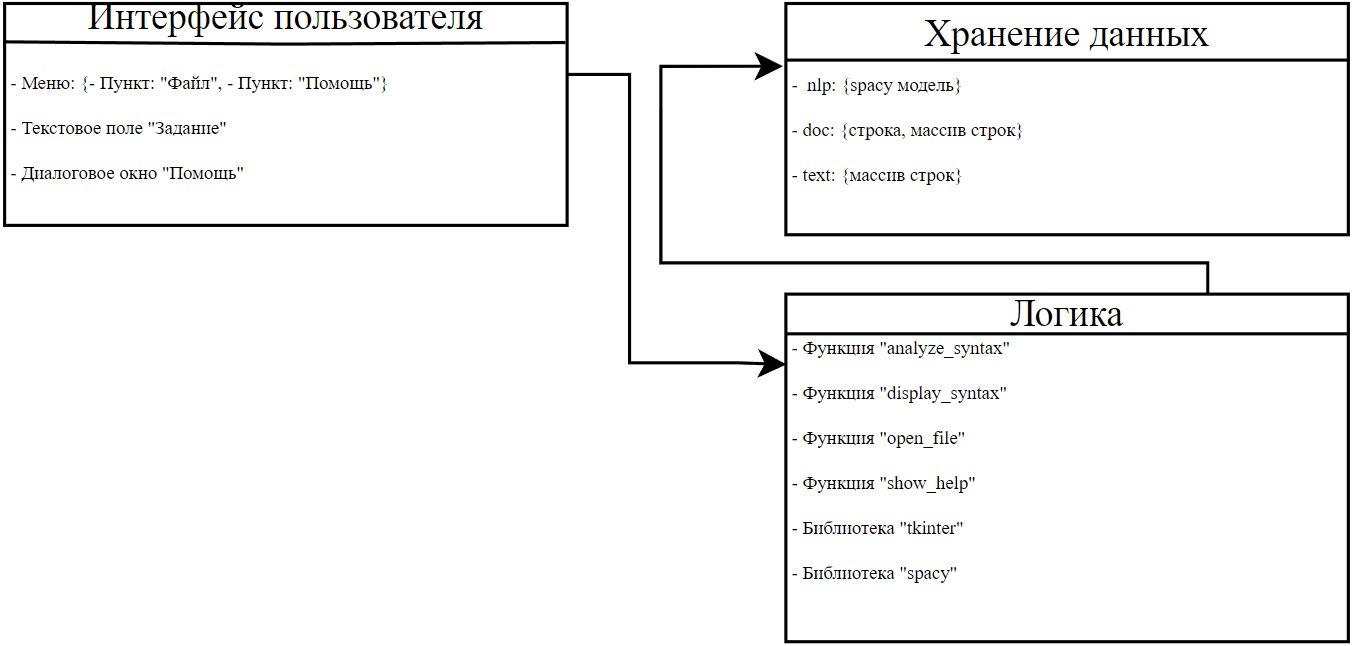 Интерфейс пользователя
- Меню: {- Пункт: "Файл", - Пункт: "Помощь"}
- Текстовое поле "Задание"
- Диалоговое окно "Помощь"
Хранение данных
- nlp: {spacy модель}
- doc: {строка, массив строк}
- text: {массив строк}
Логика
- Функция "analyze_syntax"
- Функция "display_syntax"
- Функция "open_file"
- Функция "show_help"
- Библиотека "tkinter"
- Библиотека "spacy"